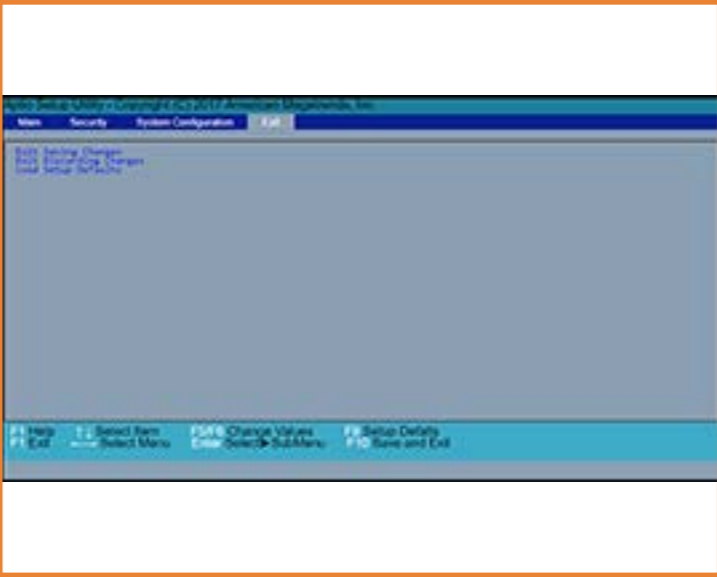 Aptio Setup Utility - Copyright (C) 2017 American Megatrends, Inc.
Main Security System Configuration Exit
Exit Saving Changes
Exit Discarding Changes
Load Setup Defaults
F1 Help ↑↓ Select Item F5/F6 Change Values Setup Defalts
F1 Exit Select Menu Enter Select▶SubMenu F10 Save and Exit